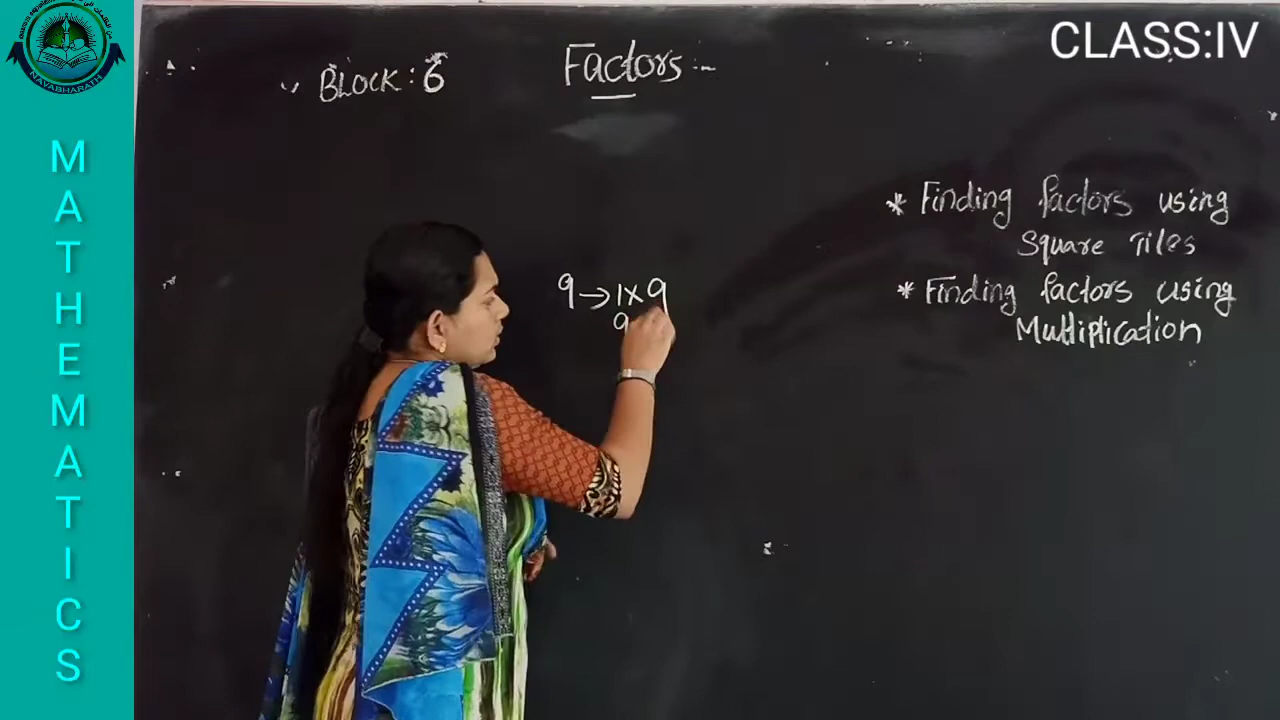 NAVABHARATH
MATHEMATICS
CLASS:IV
BLOCK: 6
Factors:-
* Finding factors using
Square Tiles
* Finding factors using
Multiplication
9→1×9
9